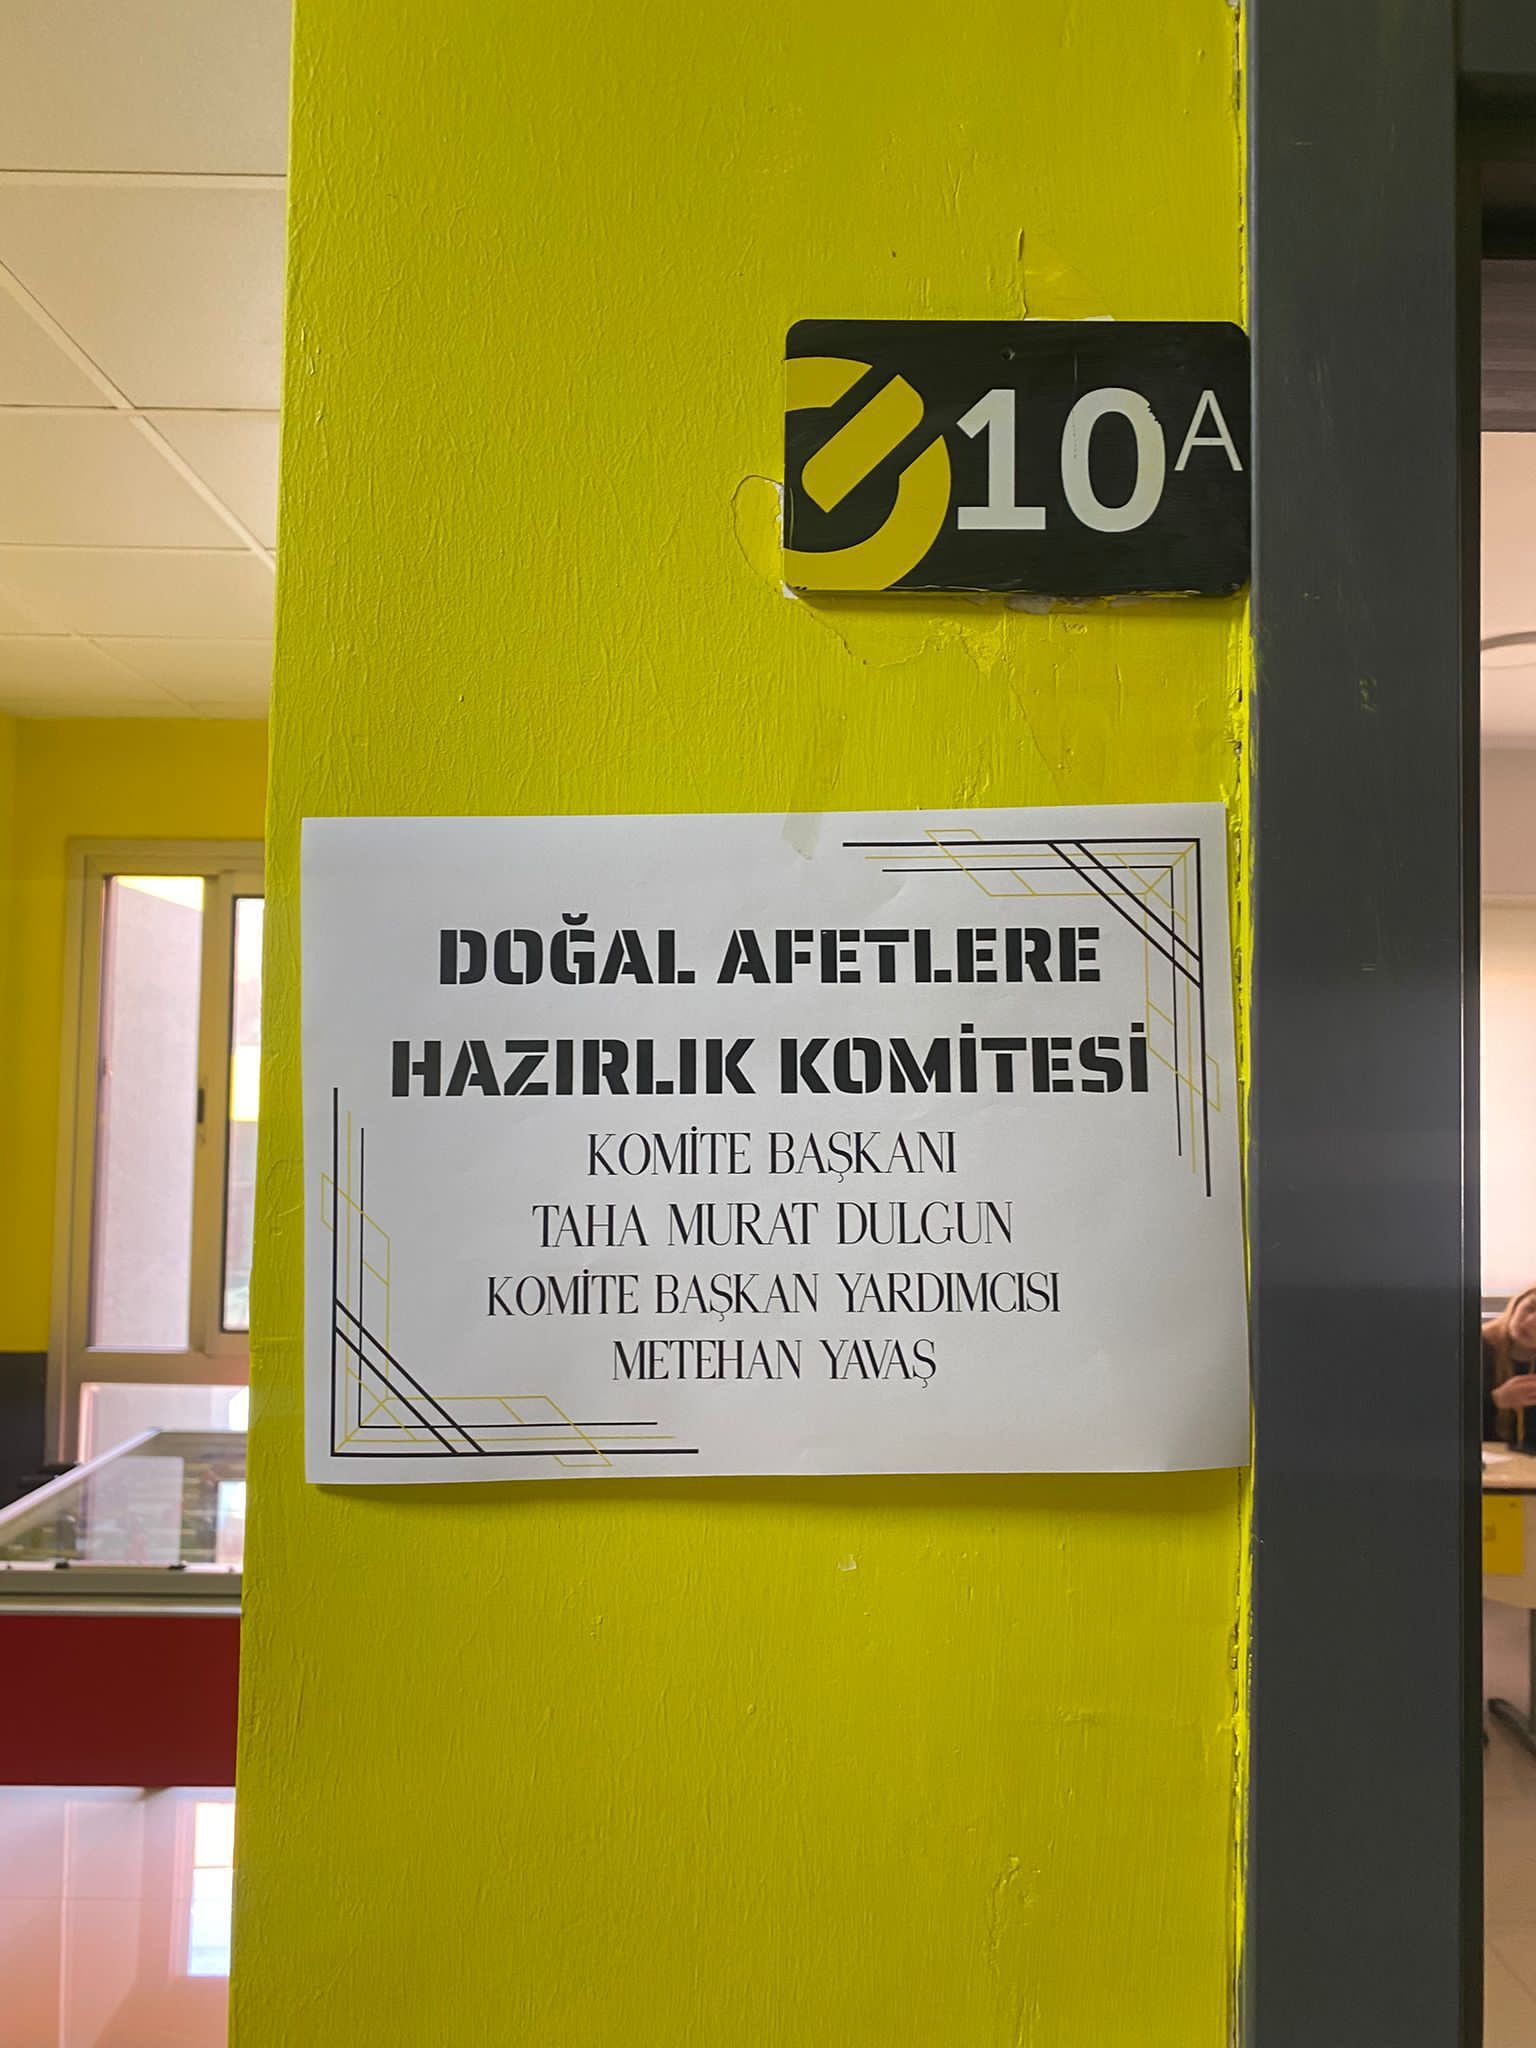 10A
DOĞAL AFETLERE
HAZIRLIK KOMİTESİ
KOMİTE BAŞKANI
TAHA MURAT DULGUN
KOMİTE BAŞKAN YARDIMCISI
METEHAN YAVAŞ